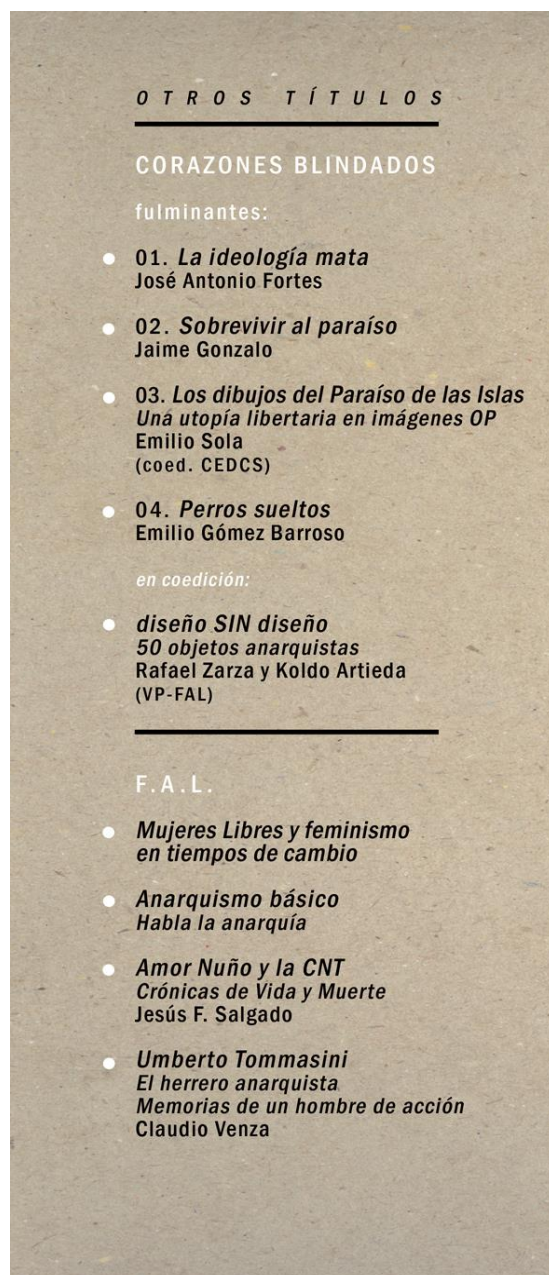 OTROS TÍTULOS
CORAZONES BLINDADOS
fulminantes:
01. La ideología mata
José Antonio Fortes
02. Sobrevivir al paraíso
Jaime Gonzalo
03. Los dibujos del Paraíso de las Islas
Una utopía libertaria en imágenes OP
Emilio Sola
(coed. CEDCS)
04. Perros sueltos
Emilio Gómez Barroso
en coedición:
diseño SIN diseño
50 objetos anarquistas
Rafael Zarza y Koldo Artieda
(VP-FAL)
F.A.L.
Mujeres Libres y feminismo
en tiempos de cambio
Anarquismo básico
Habla la anarquía
Amor Nuño y la CNT
Crónicas de Vida y Muerte
Jesús F. Salgado
Umberto Tommasini
El herrero anarquista
Memorias de un hombre de acción
Claudio Venza